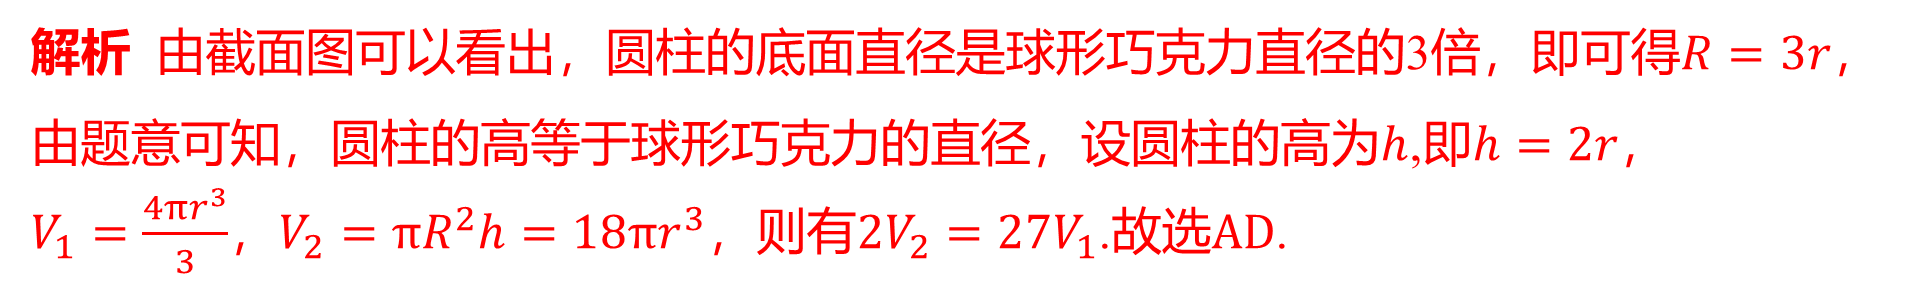 解析 由截面图可以看出，圆柱的底面直径是球形巧克力直径的3倍，即可得R = 3r，
由题意可知，圆柱的高等于球形巧克力的直径，设圆柱的高为h,即h = 2r，
V₁ = 4πr³/3，V₂ = πR²h = 18πr³，则有2V₂ = 27V₁.故选AD.